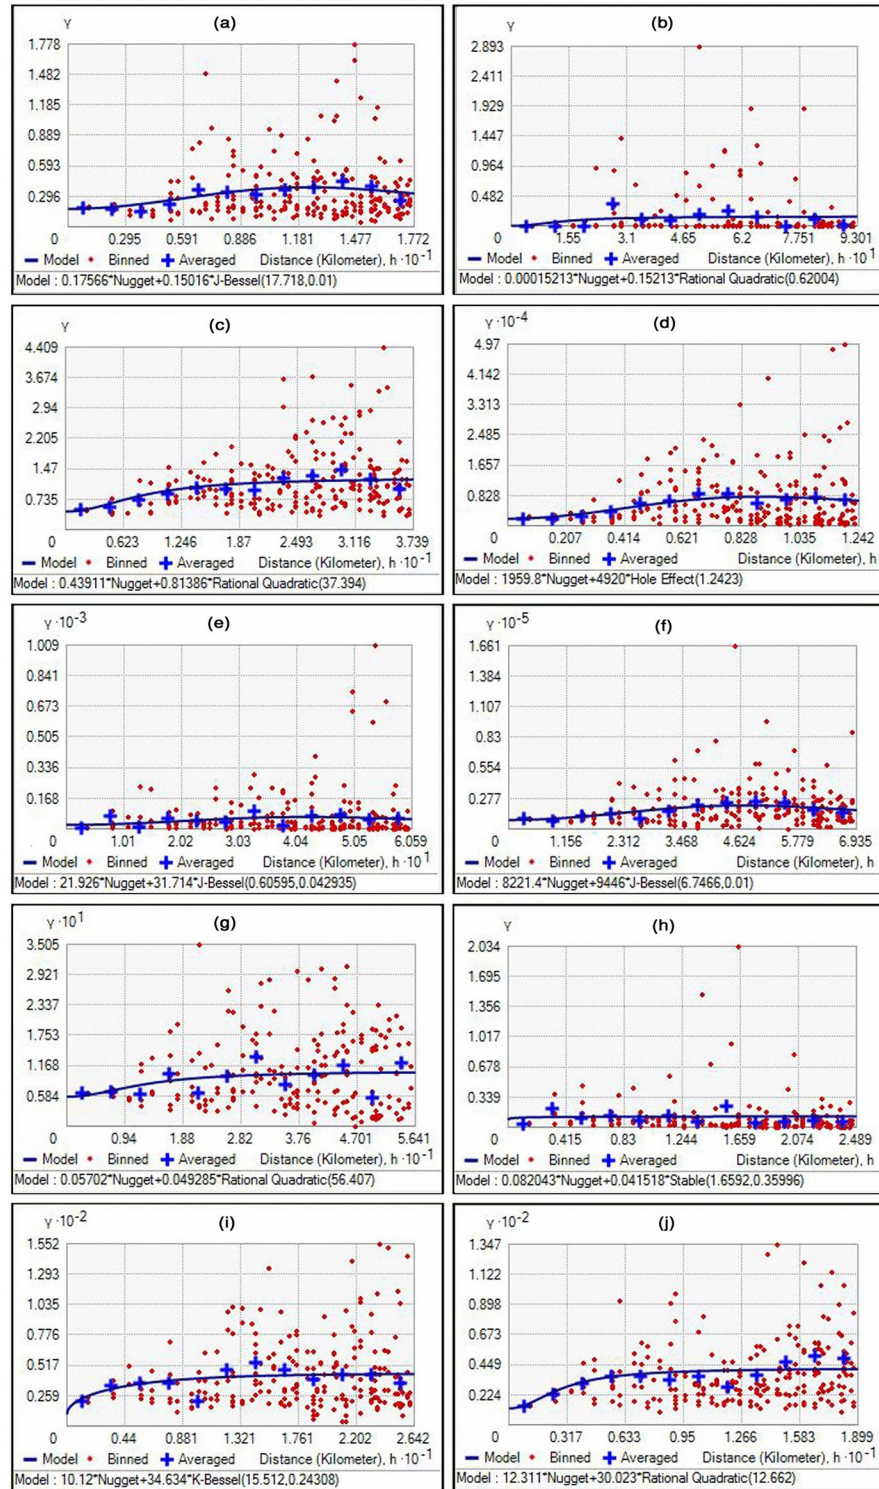 (a)
γ
1.778
1.482
1.185
0.889
0.593
0.296
0 0.295 0.591 0.886 1.181 1.477 1.772
Model Binned Averaged Distance (Kilometer), h ·10⁻¹
Model : 0.17566*Nugget+0.15016*J-Bessel(17.718,0.01)
(b)
γ
2.893
2.411
1.929
1.447
0.964
0.482
0 1.55 3.1 4.65 6.2 7.751 9.301
Model Binned Averaged Distance (Kilometer), h ·10⁻¹
Model : 0.00015213*Nugget+0.15213*Rational Quadratic(0.62004)
(c)
γ
4.409
3.674
2.94
2.205
1.47
0.735
0 0.623 1.246 1.87 2.493 3.116 3.739
Model Binned Averaged Distance (Kilometer), h ·10⁻¹
Model : 0.43911*Nugget+0.81386*Rational Quadratic(37.394)
(d)
γ ·10⁻⁴
4.97
4.142
3.313
2.485
1.657
0.828
0 0.207 0.414 0.621 0.828 1.035 1.242
Model Binned Averaged Distance (Kilometer), h
Model : 1959.8*Nugget+4920*Hole Effect(1.2423)
(e)
γ ·10⁻³
1.009
0.841
0.673
0.505
0.336
0.168
0 1.01 2.02 3.03 4.04 5.05 6.059
Model Binned Averaged Distance (Kilometer), h ·10¹
Model : 21.926*Nugget+31.714*J-Bessel(0.60595,0.042935)
(f)
γ ·10⁻⁵
1.661
1.384
1.107
0.83
0.554
0.277
0 1.156 2.312 3.468 4.624 5.779 6.935
Model Binned Averaged Distance (Kilometer), h
Model : 8221.4*Nugget+9446*J-Bessel(6.7466,0.01)
(g)
γ ·10¹
3.505
2.921
2.337
1.753
1.168
0.584
0 0.94 1.88 2.82 3.76 4.701 5.641
Model Binned Averaged Distance (Kilometer), h ·10⁻¹
Model : 0.05702*Nugget+0.049285*Rational Quadratic(56.407)
(h)
γ
2.034
1.695
1.356
1.017
0.678
0.339
0 0.415 0.83 1.244 1.659 2.074 2.489
Model Binned Averaged Distance (Kilometer), h
Model : 0.082043*Nugget+0.041518*Stable(1.6592,0.35996)
(i)
γ ·10⁻²
1.552
1.293
1.035
0.776
0.517
0.259
0 0.44 0.881 1.321 1.761 2.202 2.642
Model Binned Averaged Distance (Kilometer), h ·10⁻¹
Model : 10.12*Nugget+34.634*K-Bessel(15.512,0.24308)
(j)
γ ·10⁻²
1.347
1.122
0.898
0.673
0.449
0.224
0 0.317 0.633 0.95 1.266 1.583 1.899
Model Binned Averaged Distance (Kilometer), h ·10⁻¹
Model : 12.311*Nugget+30.023*Rational Quadratic(12.662)